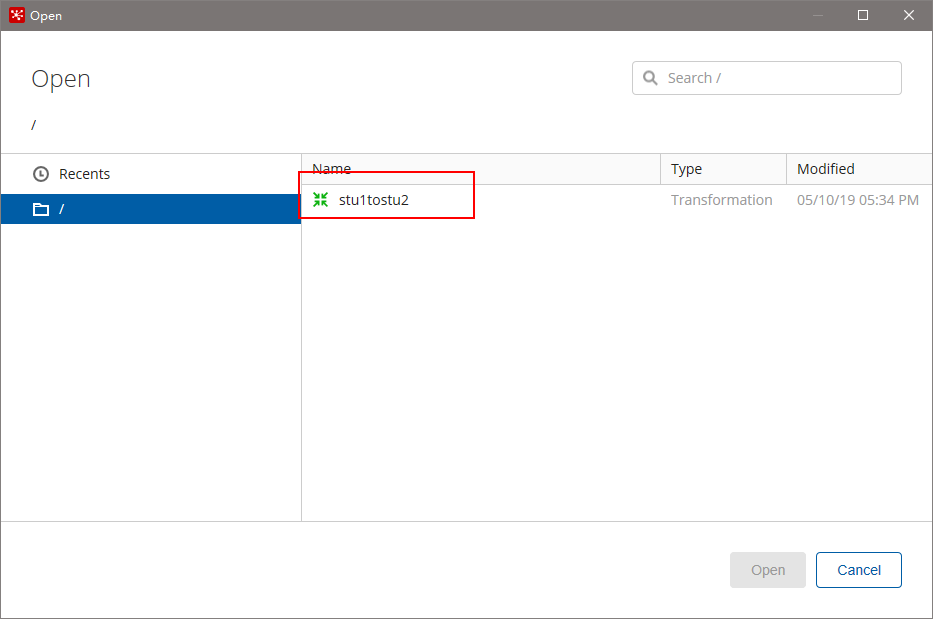 Open
Open
Search /
/
Recents
/
Name Type Modified
stu1tostu2 Transformation 05/10/19 05:34 PM
Open Cancel